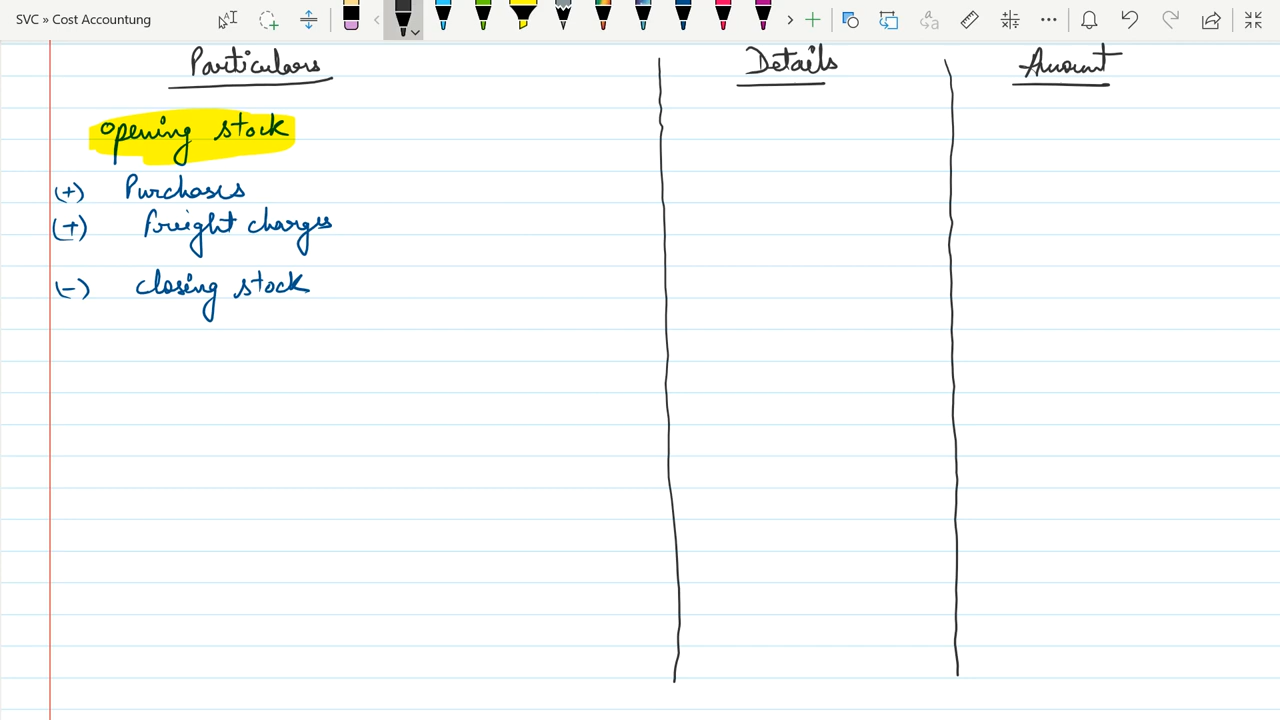 SVC » Cost Accountung
Particulars Details Amount
Opening stock
(+) Purchases
(+) freight charges
(-) closing stock